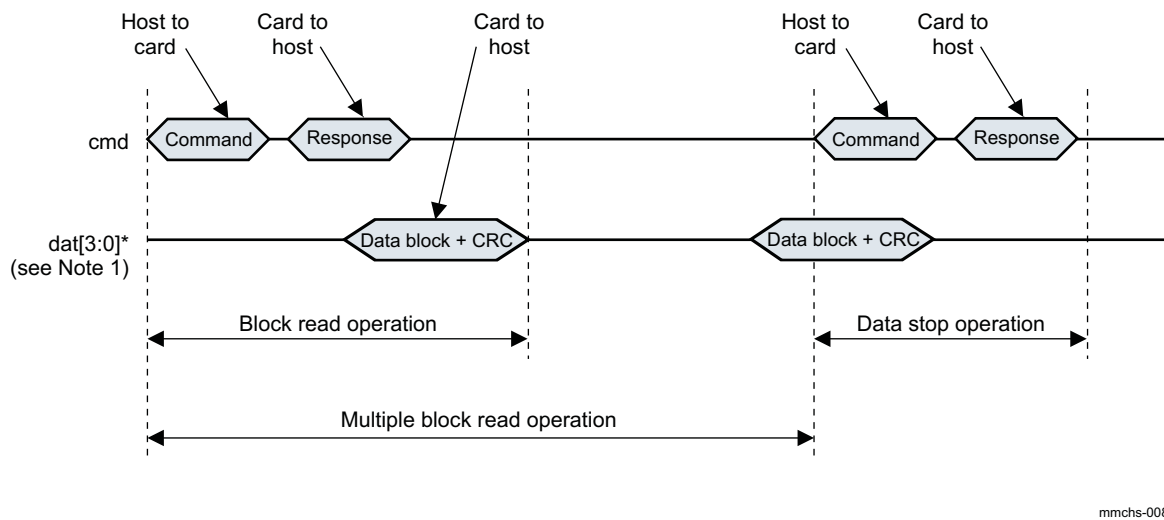 Host to
card
Card to
host
Card to
host
Host to
card
Card to
host
cmd
Command
Response
Command
Response
dat[3:0]*
(see Note 1)
Data block + CRC
Data block + CRC
Block read operation
Data stop operation
Multiple block read operation
mmchs-008